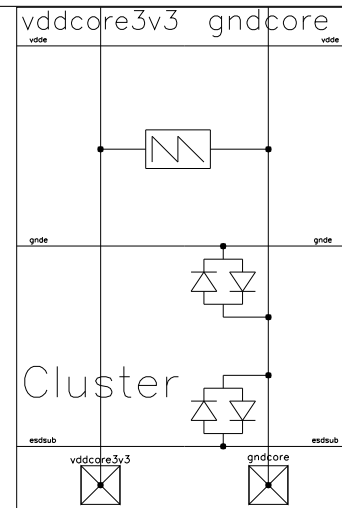 vddcore3v3 gndcore
vdde vdde
gnde gnde
Cluster
esdsub esdsub
vddcore3v3 gndcore